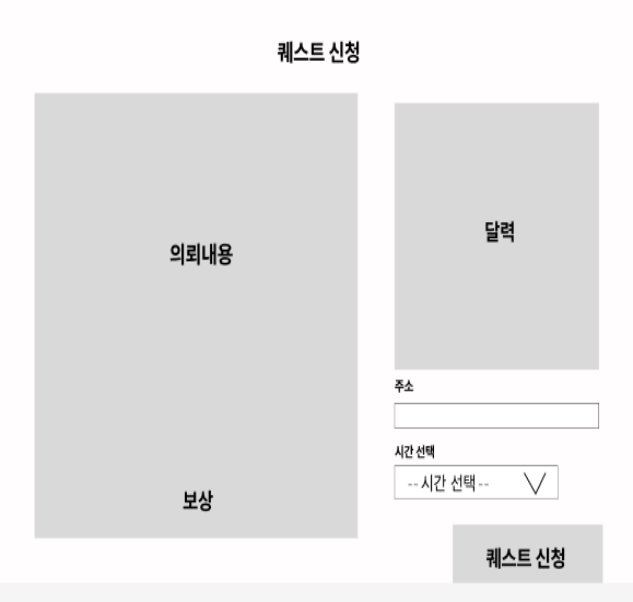 퀘스트 신청
의뢰내용
보상
달력
주소
시간 선택
-- 시간 선택 --
퀘스트 신청